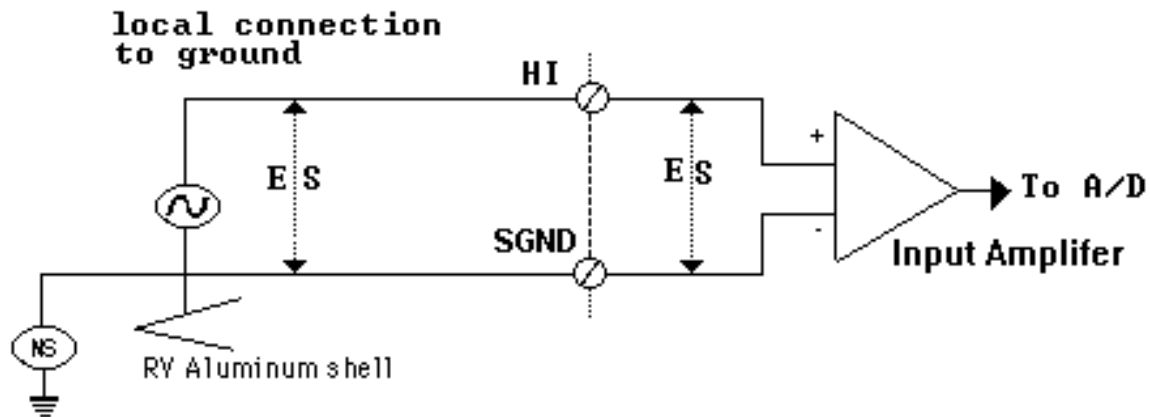 local connection
to ground
HI
+
E S
E S
To A/D
-
SGND
Input Amplifer
NS
RV Aluminum shell